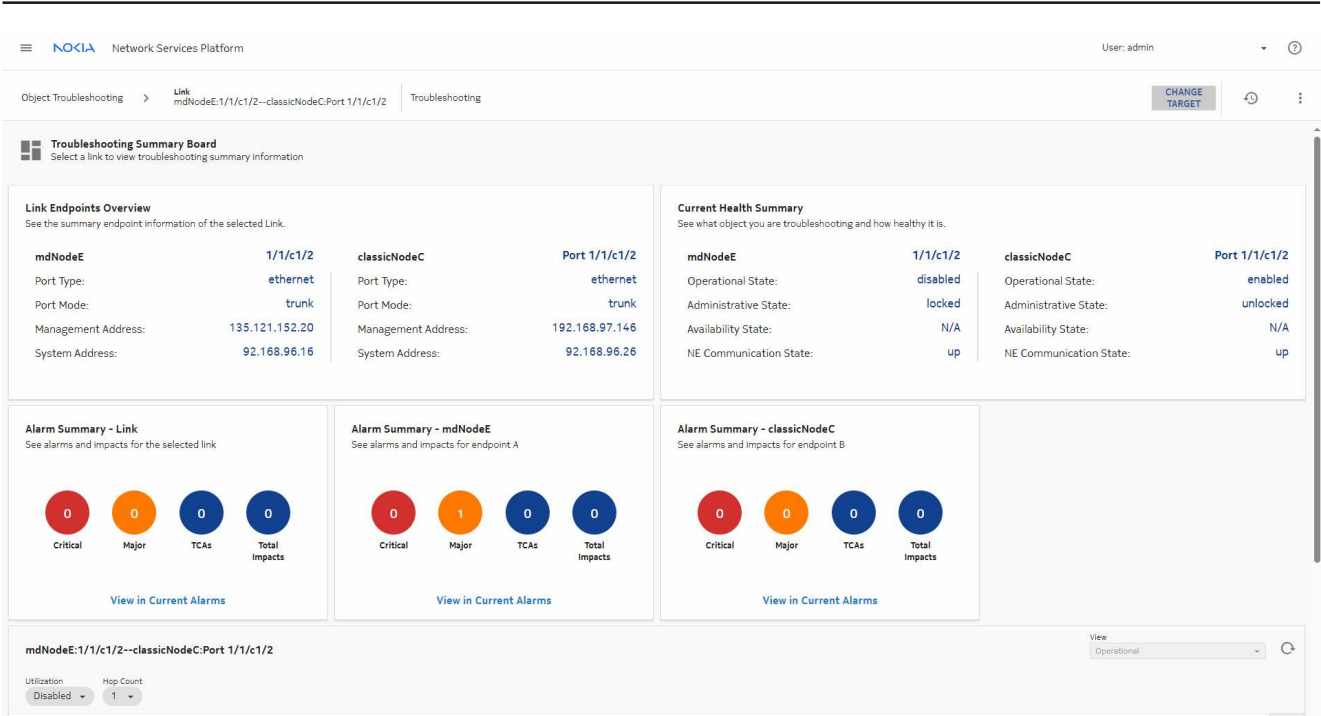 NOKIA Network Services Platform
User: admin
Object Troubleshooting > Link
mdNodeE:1/1/c1/2--classicNodeC:Port 1/1/c1/2
Troubleshooting
CHANGE
TARGET
Troubleshooting Summary Board
Select a link to view troubleshooting summary information
Link Endpoints Overview
See the summary endpoint information of the selected Link.
mdNodeE 1/1/c1/2 classicNodeC Port 1/1/c1/2
Port Type: ethernet Port Type: ethernet
Port Mode: trunk Port Mode: trunk
Management Address: 135.121.152.20 Management Address: 192.168.97.146
System Address: 92.168.96.16 System Address: 92.168.96.26
Current Health Summary
See what object you are troubleshooting and how healthy it is.
mdNodeE 1/1/c1/2 classicNodeC Port 1/1/c1/2
Operational State: disabled Operational State: enabled
Administrative State: locked Administrative State: unlocked
Availability State: N/A Availability State: N/A
NE Communication State: up NE Communication State: up
Alarm Summary - Link
See alarms and impacts for the selected link
0 0 0 0
Critical Major TCAs Total
Impacts
View in Current Alarms
Alarm Summary - mdNodeE
See alarms and impacts for endpoint A
0 1 0 0
Critical Major TCAs Total
Impacts
View in Current Alarms
Alarm Summary - classicNodeC
See alarms and impacts for endpoint B
0 0 0 0
Critical Major TCAs Total
Impacts
View in Current Alarms
mdNodeE:1/1/c1/2--classicNodeC:Port 1/1/c1/2
View
Operational
Utilization Hop Count
Disabled 1